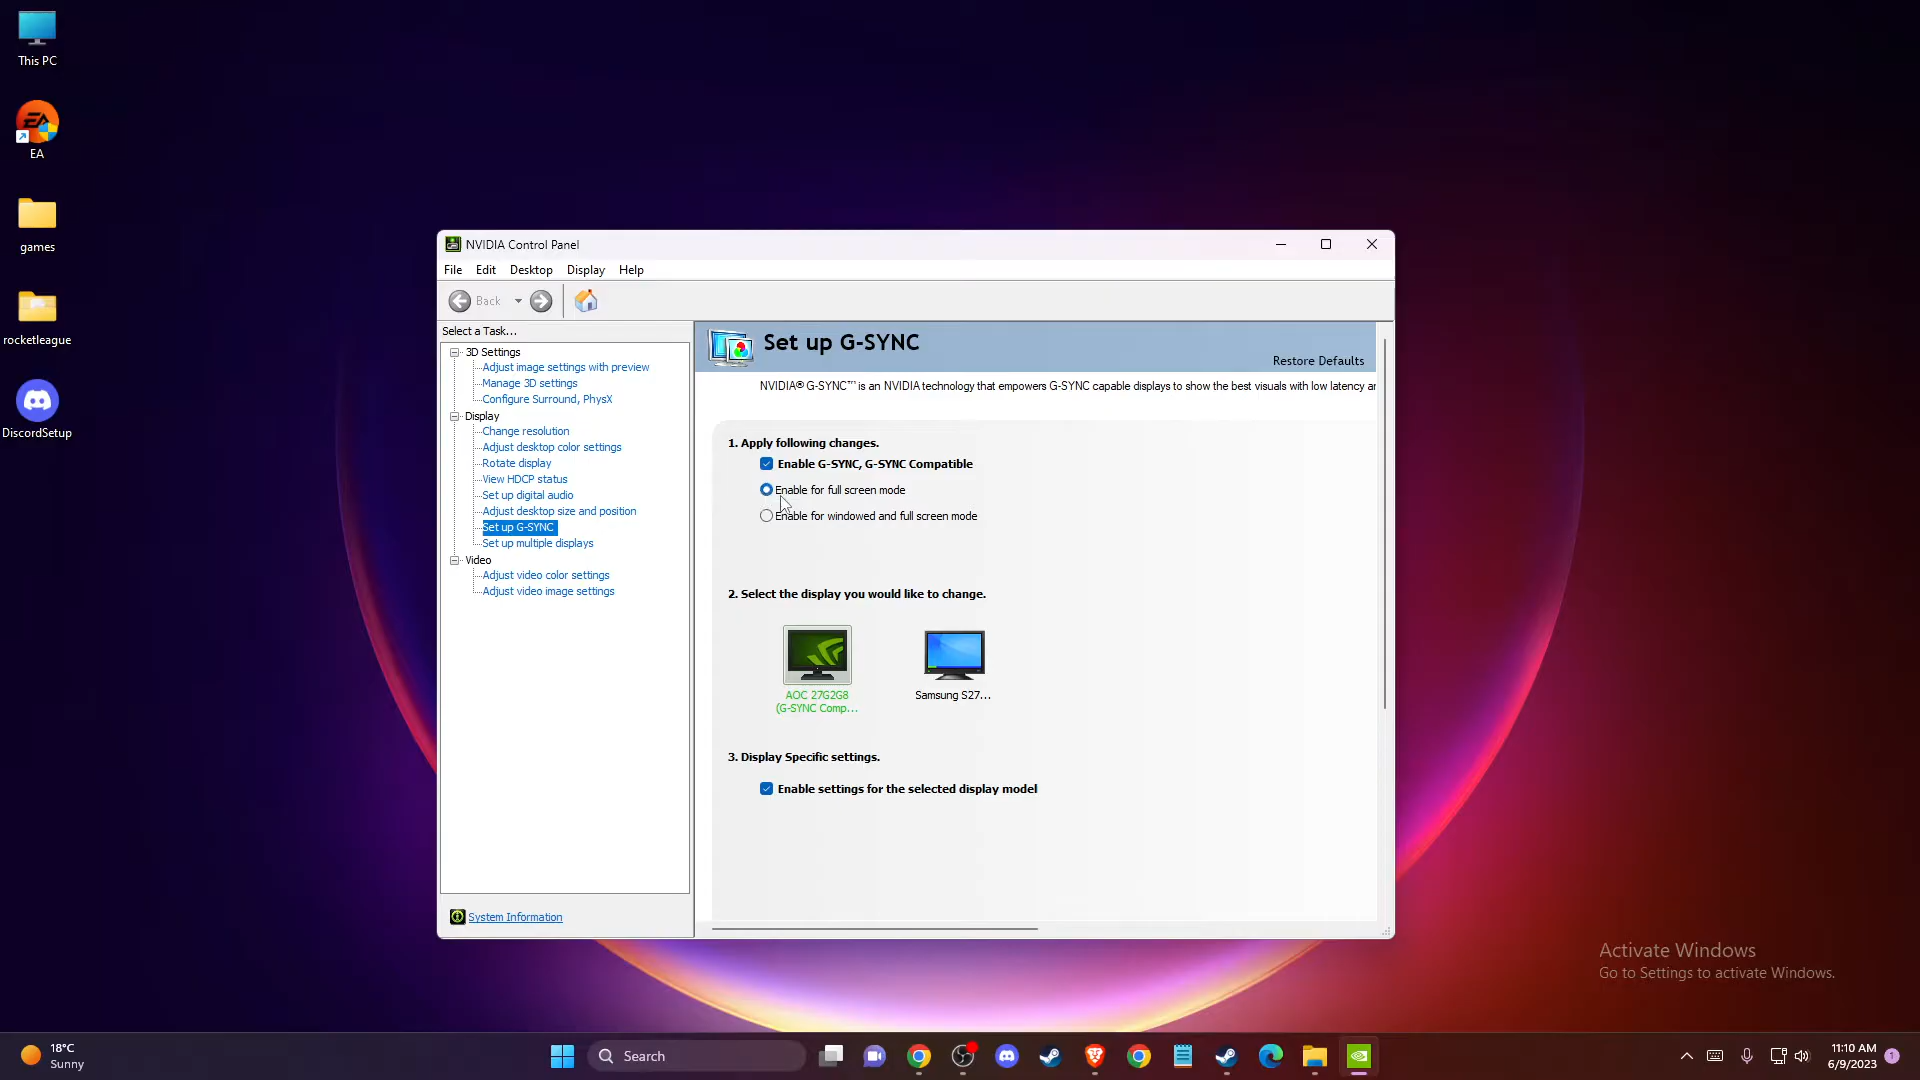 This PC
EA
games
rocketleague
DiscordSetup
NVIDIA Control Panel
File Edit Desktop Display Help
Back
Select a Task...
3D Settings
Adjust image settings with preview
Manage 3D settings
Configure Surround, PhysX
Display
Change resolution
Adjust desktop color settings
Rotate display
View HDCP status
Set up digital audio
Adjust desktop size and position
Set up G-SYNC
Set up multiple displays
Video
Adjust video color settings
Adjust video image settings
System Information
Set up G-SYNC
Restore Defaults
NVIDIA® G-SYNC™ is an NVIDIA technology that empowers G-SYNC capable displays to show the best visuals with low latency ar
1. Apply following changes.
Enable G-SYNC, G-SYNC Compatible
Enable for full screen mode
Enable for windowed and full screen mode
2. Select the display you would like to change.
AOC 27G2G8
(G-SYNC Comp...
Samsung S27...
3. Display Specific settings.
Enable settings for the selected display model
Activate Windows
Go to Settings to activate Windows.
18°C
Sunny
Search
11:10 AM
6/9/2023
1